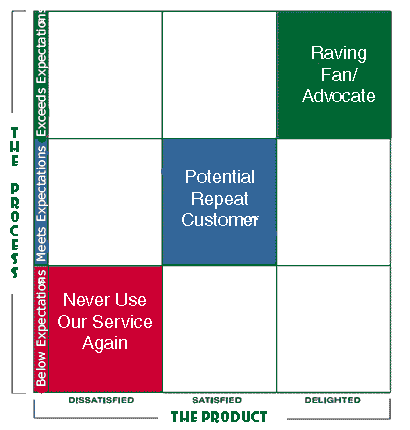 THE PROCESS
Exceeds Expectations
Meets Expectations
Below Expectations
Raving
Fan/
Advocate
Potential
Repeat
Customer
Never Use
Our Service
Again
DISSATISFIED
SATISFIED
DELIGHTED
THE PRODUCT